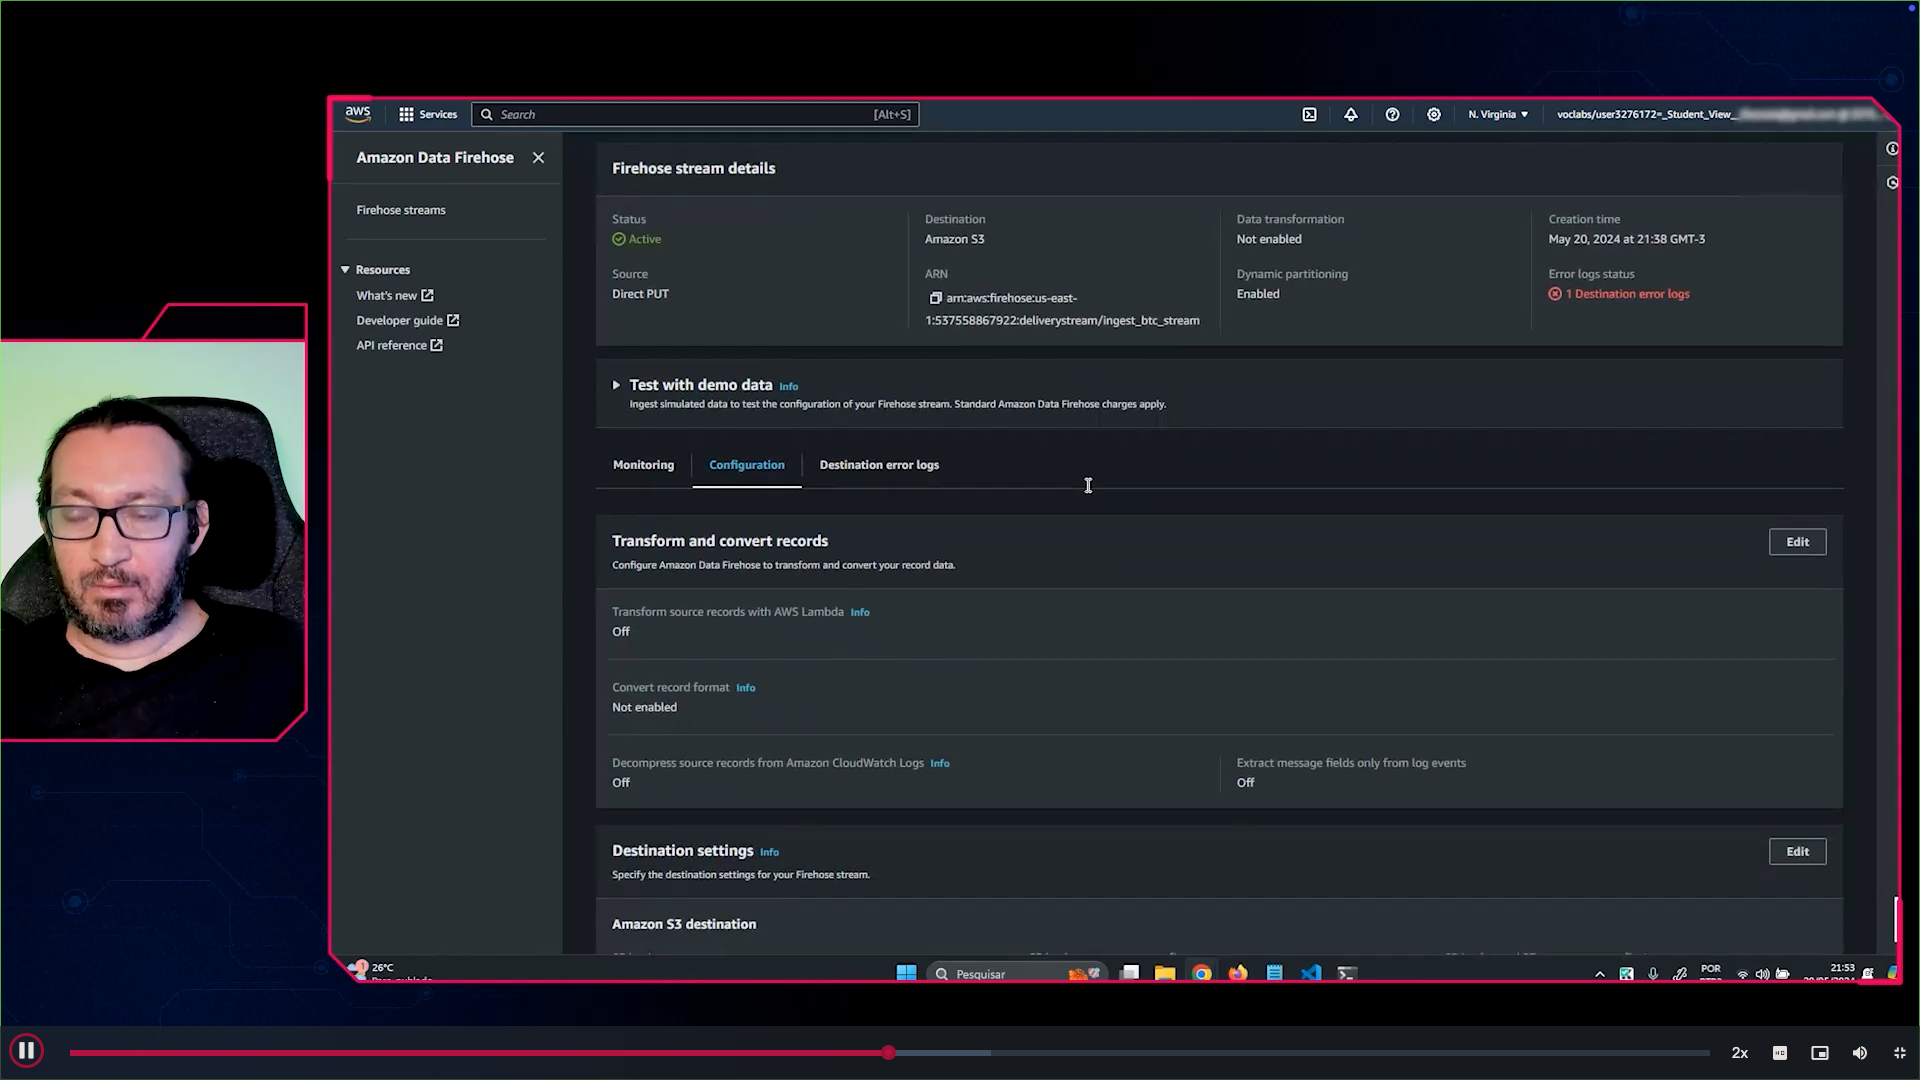 aws
Services
Search
[Alt+S]
N. Virginia
voclabs/user3276172=_Student_View_
Amazon Data Firehose
Firehose streams
Resources
What's new
Developer guide
API reference
Firehose stream details
Status
Active
Source
Direct PUT
Destination
Amazon S3
ARN
arn:aws:firehose:us-east-
1:537558867922:deliverystream/ingest_btc_stream
Data transformation
Not enabled
Dynamic partitioning
Enabled
Creation time
May 20, 2024 at 21:38 GMT-3
Error logs status
1 Destination error logs
Test with demo data Info
Ingest simulated data to test the configuration of your Firehose stream. Standard Amazon Data Firehose charges apply.
Monitoring
Configuration
Destination error logs
Transform and convert records
Edit
Configure Amazon Data Firehose to transform and convert your record data.
Transform source records with AWS Lambda Info
Off
Convert record format Info
Not enabled
Decompress source records from Amazon CloudWatch Logs Info
Off
Extract message fields only from log events
Off
Destination settings Info
Edit
Specify the destination settings for your Firehose stream.
Amazon S3 destination
1
26°C
Pesquisar
POR
21:53
2x
HD